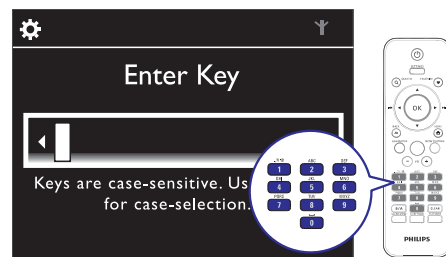 Enter Key
Keys are case-sensitive. Us
for case-selection.
ABC
DEF
1
2
3
GHI
JKL
MNO
4
5
6
PQRS
TUV
WXYZ
7
8
9
0
OK
PHILIPS